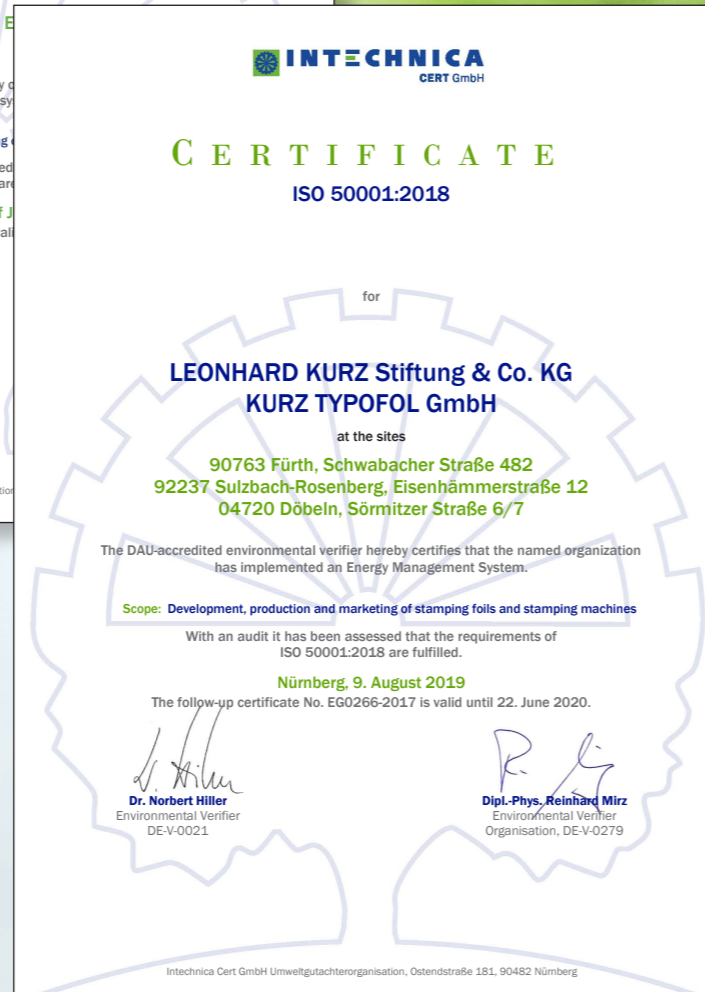 INTECHNICA
CERT GmbH
CERTIFICATE
ISO 50001:2018
for
LEONHARD KURZ Stiftung & Co. KG
KURZ TYPOFOL GmbH
at the sites
90763 Fürth, Schwabacher Straße 482
92237 Sulzbach-Rosenberg, Eisenhämmerstraße 12
04720 Döbeln, Sörmitzer Straße 6/7
The DAU-accredited environmental verifier hereby certifies that the named organization
has implemented an Energy Management System.
Scope: Development, production and marketing of stamping foils and stamping machines
With an audit it has been assessed that the requirements of
ISO 50001:2018 are fulfilled.
Nürnberg, 9. August 2019
The follow-up certificate No. EG0266-2017 is valid until 22. June 2020.
Dr. Norbert Hiller
Environmental Verifier
DE-V-0021
Dipl.-Phys. Reinhard Mirz
Environmental Verifier
Organisation, DE-V-0279
Intechnica Cert GmbH Umweltgutachterorganisation, Ostendstraße 181, 90482 Nürnberg